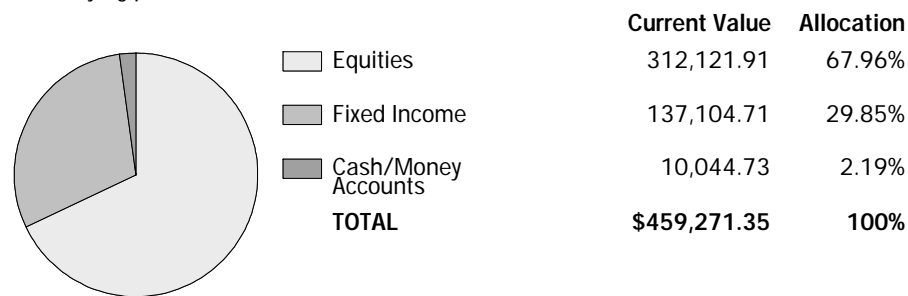 Current Value Allocation
Equities 312,121.91 67.96%
Fixed Income 137,104.71 29.85%
Cash/Money 10,044.73 2.19%
Accounts
TOTAL $459,271.35 100%